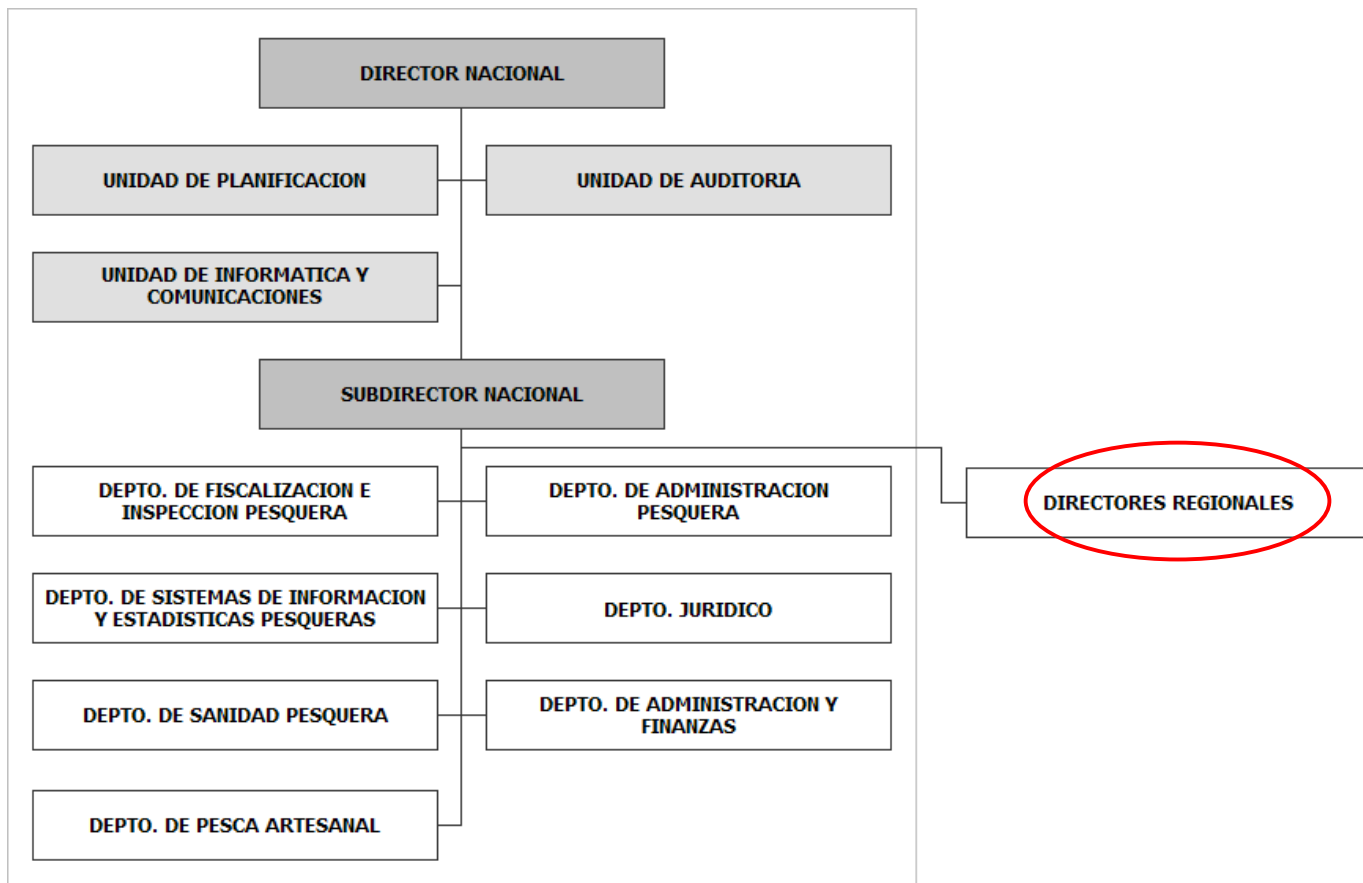 DIRECTOR NACIONAL
UNIDAD DE PLANIFICACION
UNIDAD DE AUDITORIA
UNIDAD DE INFORMATICA Y
COMUNICACIONES
SUBDIRECTOR NACIONAL
DEPTO. DE FISCALIZACION E
INSPECCION PESQUERA
DEPTO. DE ADMINISTRACION
PESQUERA
DIRECTORES REGIONALES
DEPTO. DE SISTEMAS DE INFORMACION
Y ESTADISTICAS PESQUERAS
DEPTO. JURIDICO
DEPTO. DE SANIDAD PESQUERA
DEPTO. DE ADMINISTRACION Y
FINANZAS
DEPTO. DE PESCA ARTESANAL